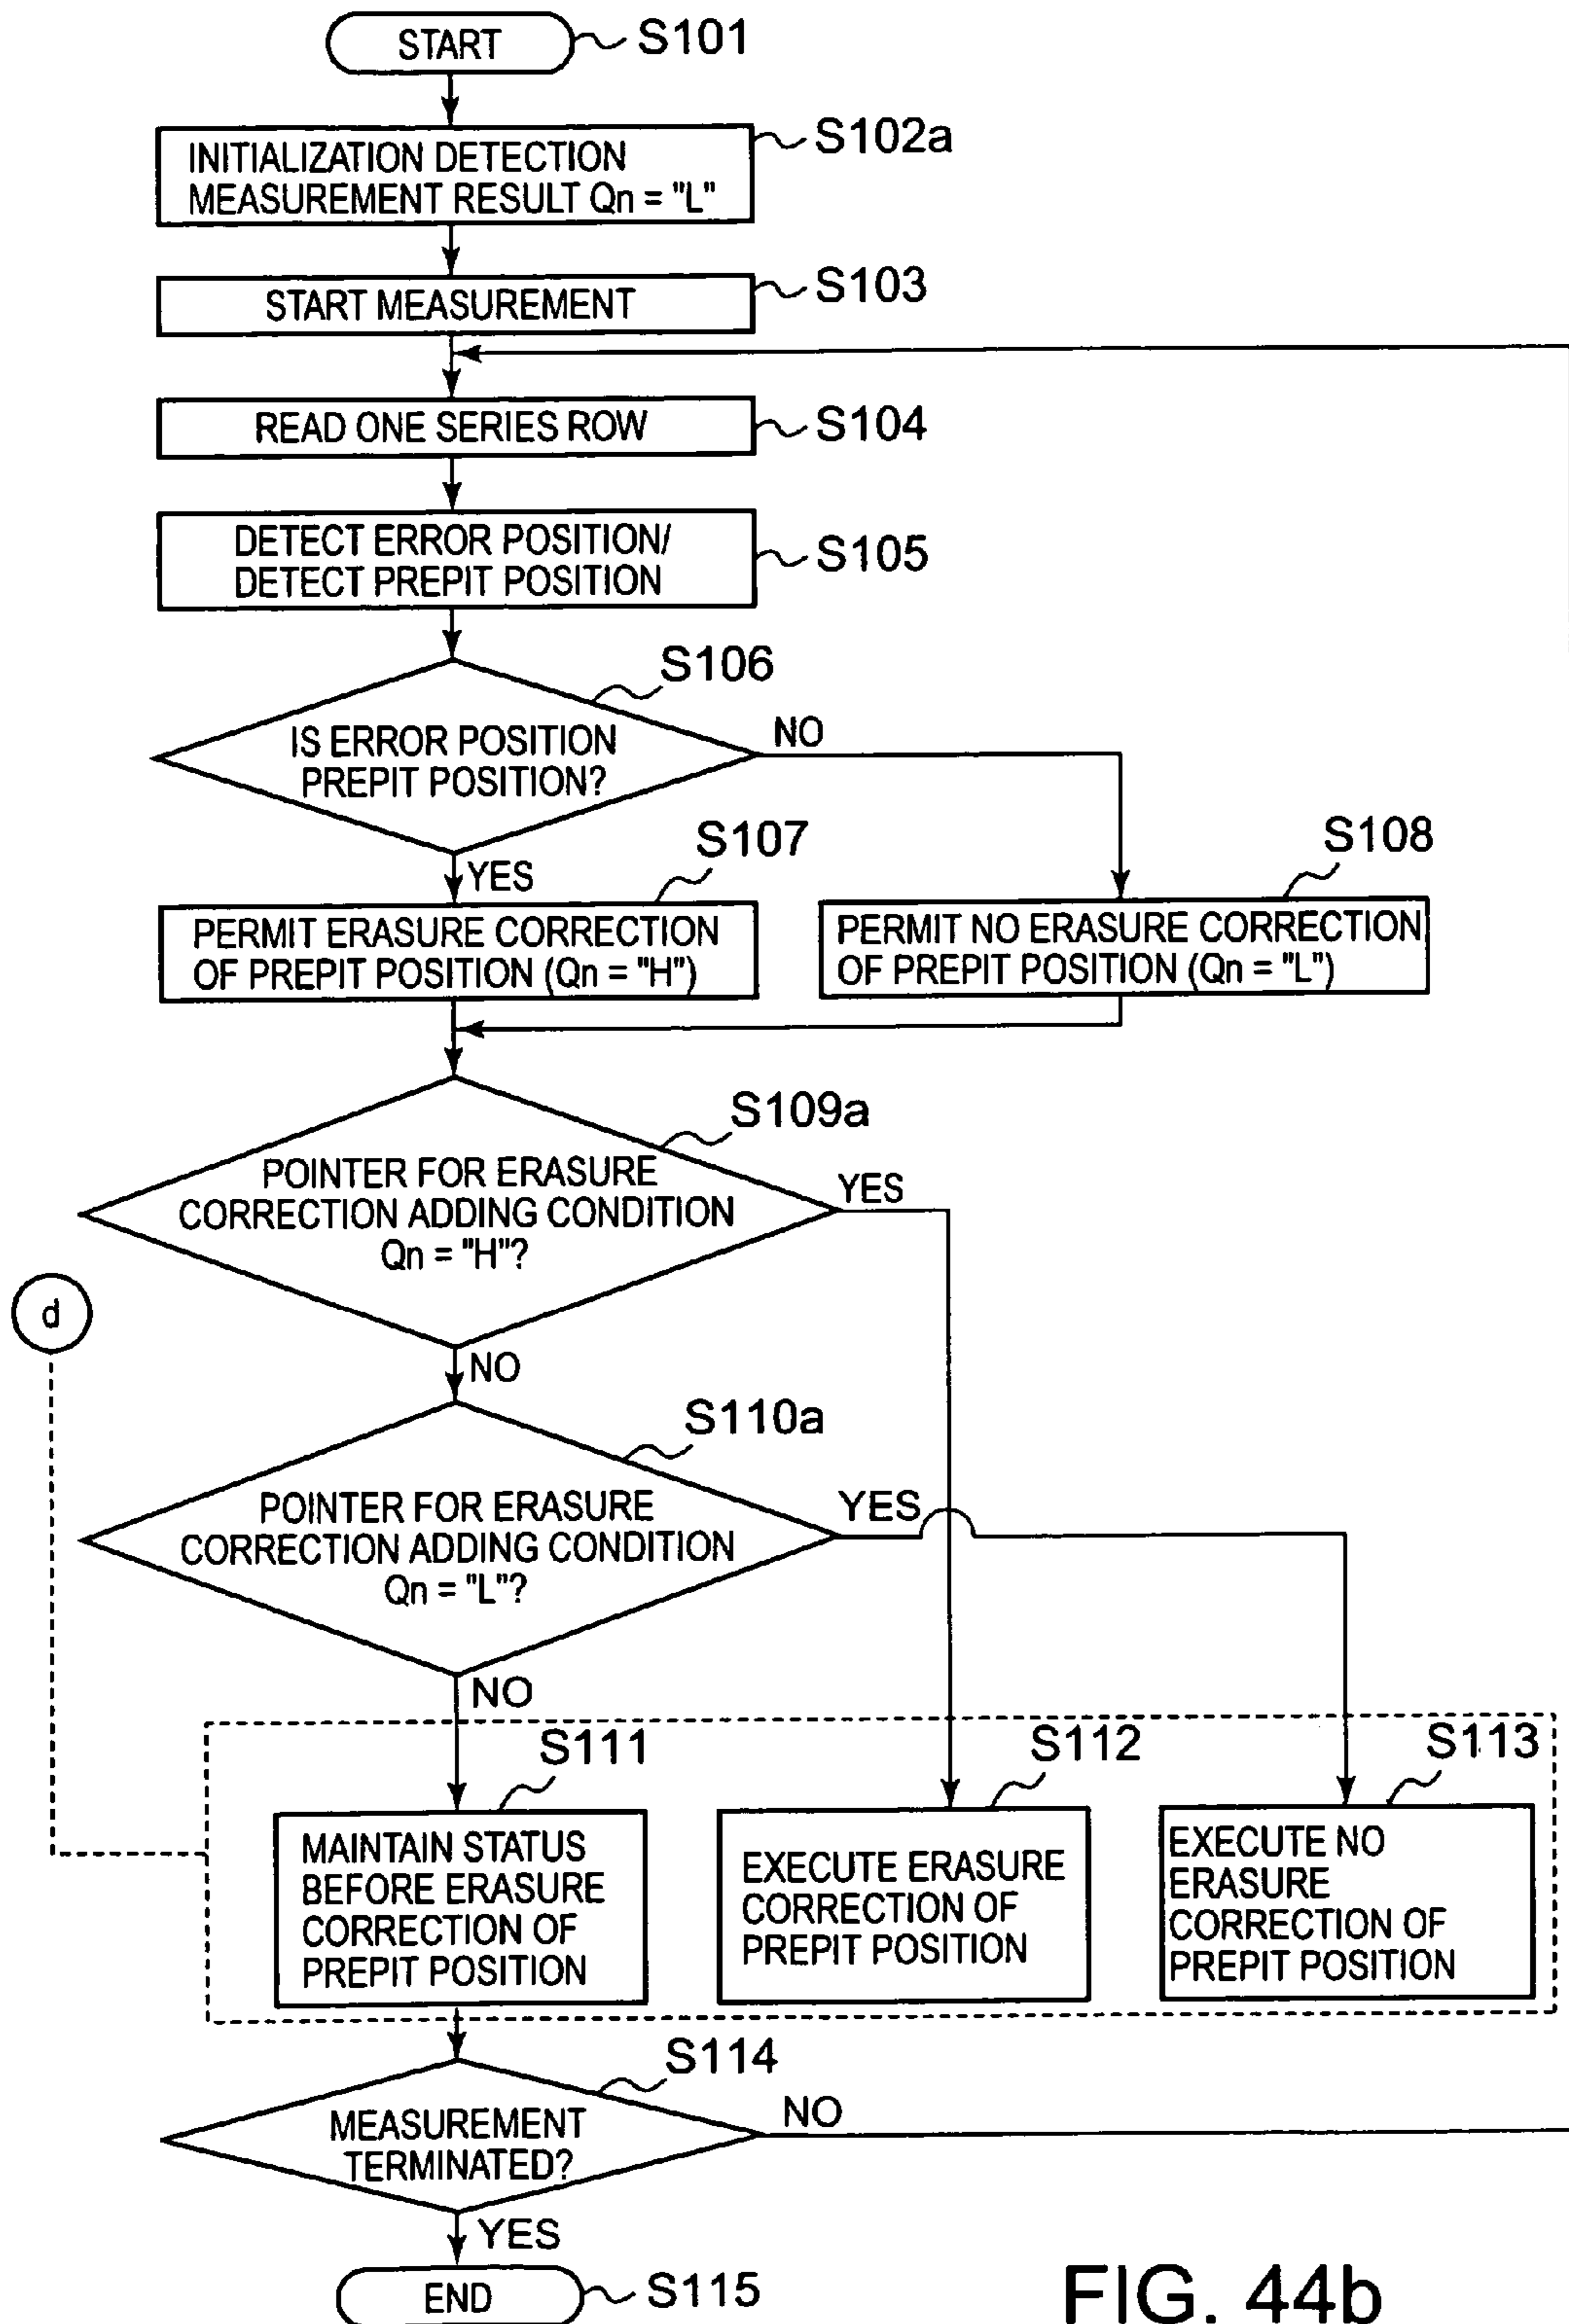 START
S101
INITIALIZATION DETECTION
MEASUREMENT RESULT Qn = "L"
S102a
START MEASUREMENT
S103
READ ONE SERIES ROW
S104
DETECT ERROR POSITION/
DETECT PREPIT POSITION
S105
S106
IS ERROR POSITION
PREPIT POSITION?
NO
YES
S107
PERMIT ERASURE CORRECTION
OF PREPIT POSITION (Qn = "H")
S108
PERMIT NO ERASURE CORRECTION
OF PREPIT POSITION (Qn = "L")
S109a
POINTER FOR ERASURE
CORRECTION ADDING CONDITION
Qn = "H"?
YES
NO
d
S110a
POINTER FOR ERASURE
CORRECTION ADDING CONDITION
Qn = "L"?
YES
NO
S111
MAINTAIN STATUS
BEFORE ERASURE
CORRECTION OF
PREPIT POSITION
S112
EXECUTE ERASURE
CORRECTION OF
PREPIT POSITION
S113
EXECUTE NO
ERASURE
CORRECTION OF
PREPIT POSITION
S114
MEASUREMENT
TERMINATED?
NO
YES
END
S115
FIG. 44b